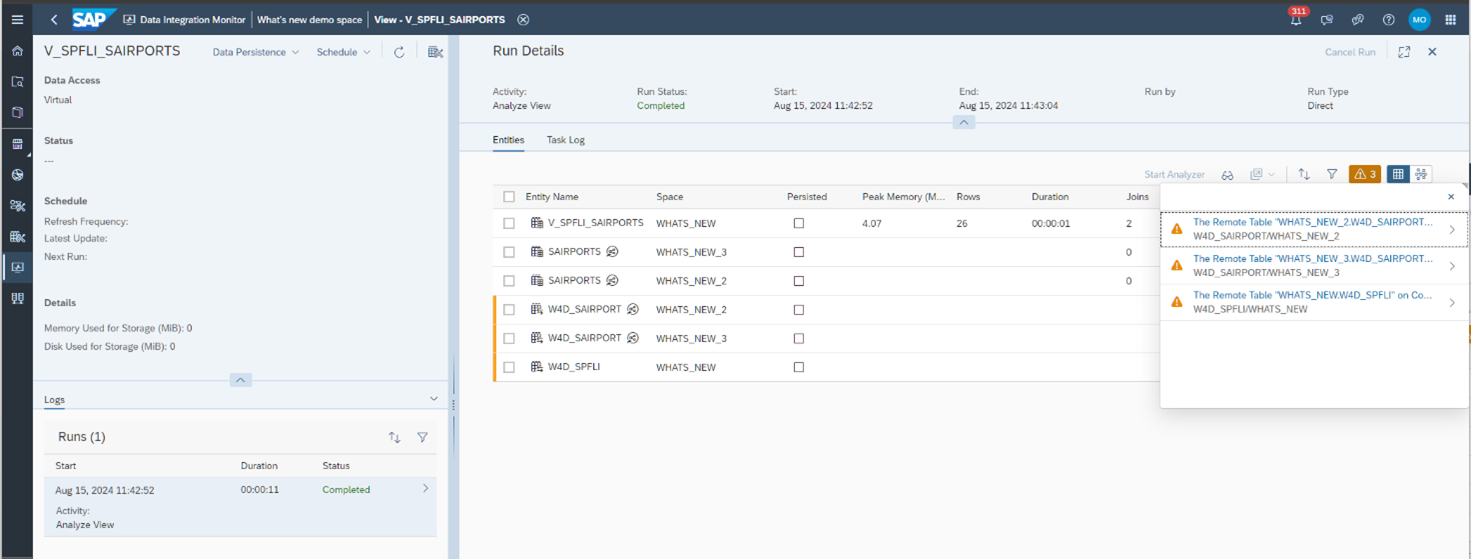 SAP Data Integration Monitor What's new demo space View - V_SPFLI_SAIRPORTS 311 MO
V_SPFLI_SAIRPORTS Data Persistence Schedule
Data Access
Virtual
Status
---
Schedule
Refresh Frequency:
Latest Update:
Next Run:
Details
Memory Used for Storage (MiB): 0
Disk Used for Storage (MiB): 0
Logs
Runs (1)
Start Duration Status
Aug 15, 2024 11:42:52 00:00:11 Completed
Activity:
Analyze View
Run Details Cancel Run
Activity: Run Status: Start: End: Run by Run Type
Analyze View Completed Aug 15, 2024 11:42:52 Aug 15, 2024 11:43:04 Direct
Entities Task Log
Start Analyzer 3
Entity Name Space Persisted Peak Memory (M... Rows Duration Joins
V_SPFLI_SAIRPORTS WHATS_NEW 4.07 26 00:00:01 2
SAIRPORTS WHATS_NEW_3 0
SAIRPORTS WHATS_NEW_2 0
W4D_SAIRPORT WHATS_NEW_2
W4D_SAIRPORT WHATS_NEW_3
W4D_SPFLI WHATS_NEW
The Remote Table "WHATS_NEW_2.W4D_SAIRPORT...
W4D_SAIRPORT/WHATS_NEW_2
The Remote Table "WHATS_NEW_3.W4D_SAIRPORT...
W4D_SAIRPORT/WHATS_NEW_3
The Remote Table "WHATS_NEW.W4D_SPFLI" on Co...
W4D_SPFLI/WHATS_NEW